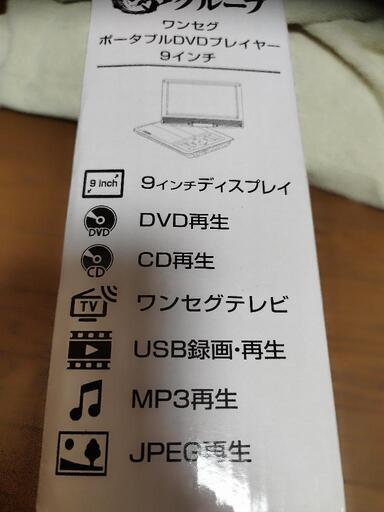 ワンセグ
ポータブルDVDプレイヤー
9インチ
9 inch
9インチディスプレイ
DVD
DVD再生
CD
CD再生
TV
ワンセグテレビ
USB録画・再生
MP3再生
JPEG再生